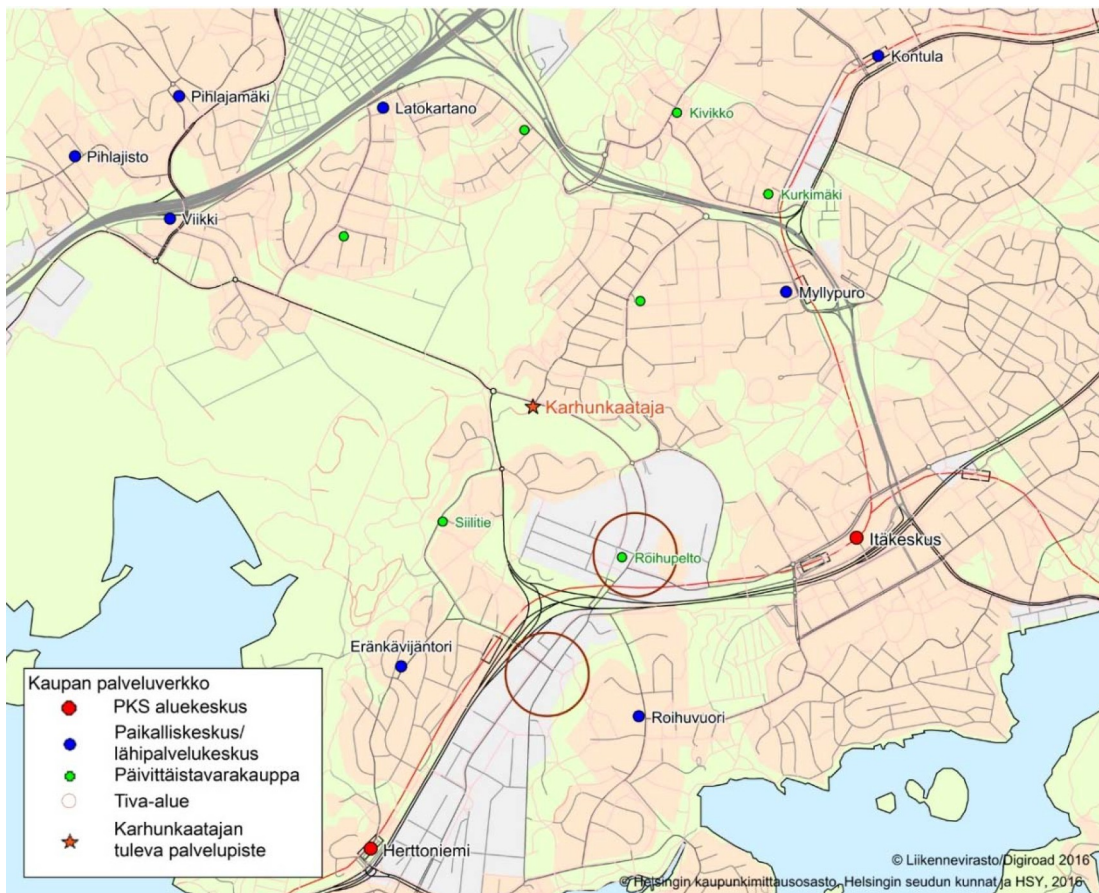 Kontula
Pihlajamäki
Latokartano
Kivikko
Pihlajisto
Kurkimäki
Viikki
Myllypuro
Karhunkaataja
Siilitie
Itäkeskus
Roihupelto
Eränkävijäntori
Roihuvuori
Herttoniemi
Kaupan palveluverkko
PKS aluekeskus
Paikalliskeskus/
lähipalvelukeskus
Päivittäistavarakauppa
Tiva-alue
Karhunkaatajan
tuleva palvelupiste
© Liikennevirasto/Digiroad 2016
© Helsingin kaupunkimittausosasto, Helsingin seudun kunnat ja HSY, 2016